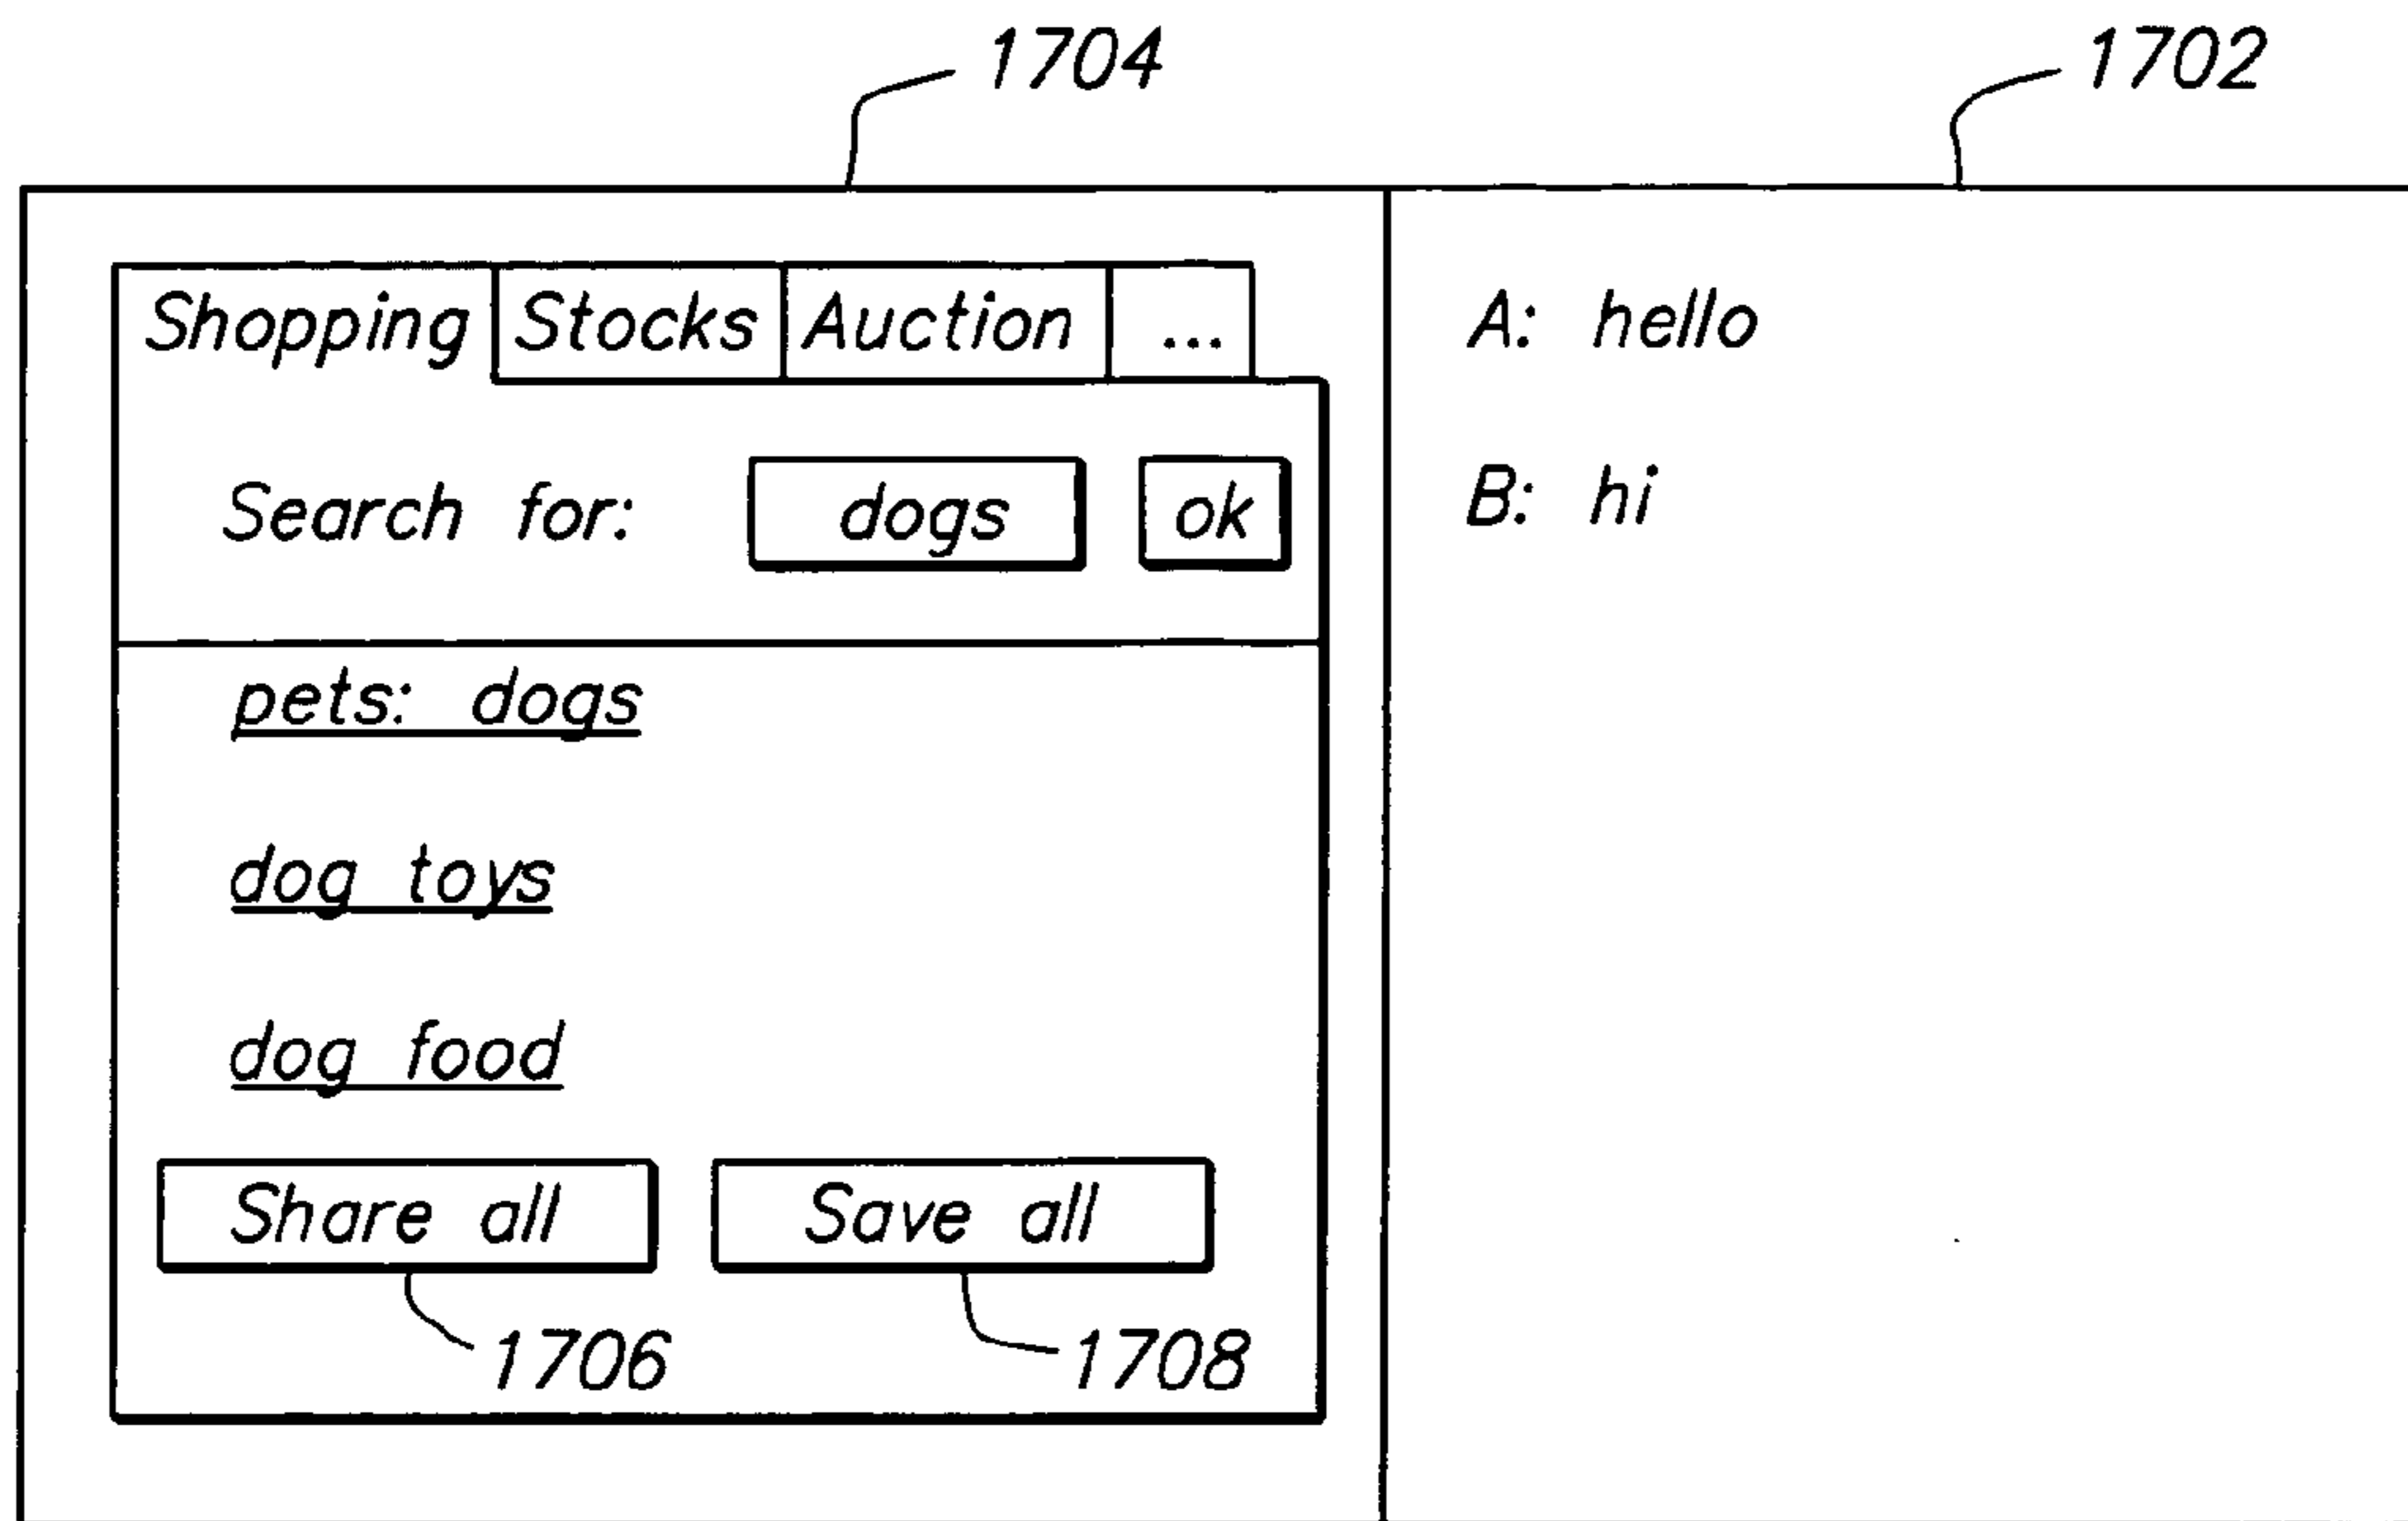 1704
1702
Shopping Stocks Auction ...
Search for: dogs ok
pets: dogs
dog toys
dog food
Share all Save all
1706 1708
A: hello
B: hi